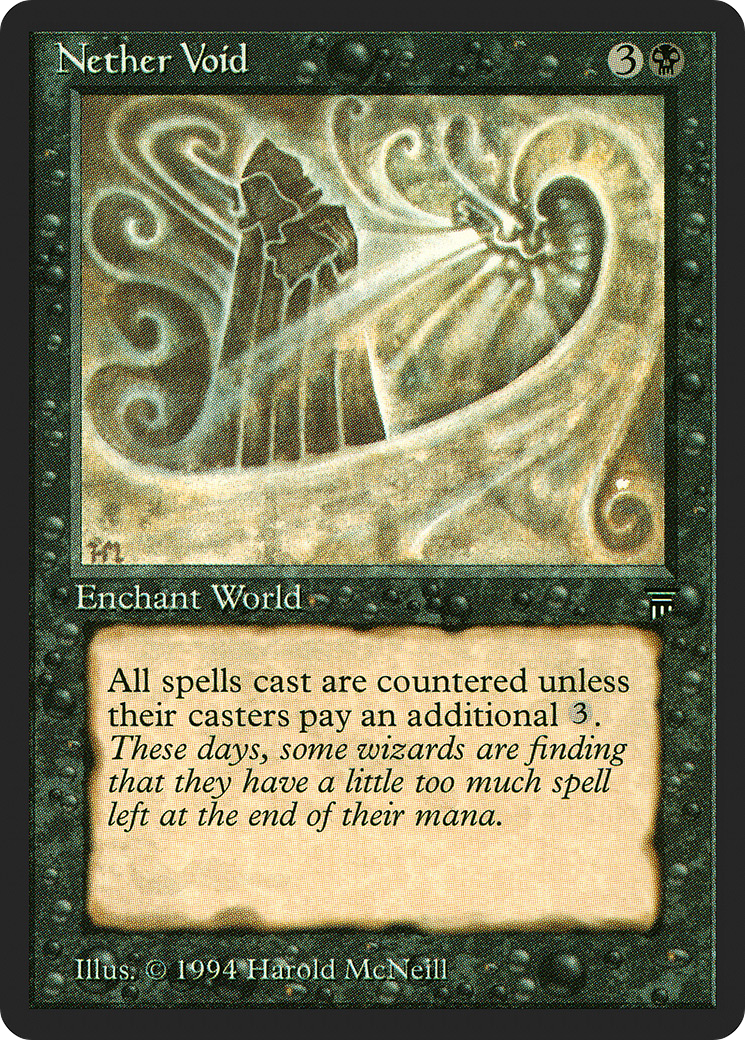 Nether Void 3
HM
Enchant World
All spells cast are countered unless
their casters pay an additional 3.
These days, some wizards are finding
that they have a little too much spell
left at the end of their mana.
Illus. © 1994 Harold McNeill